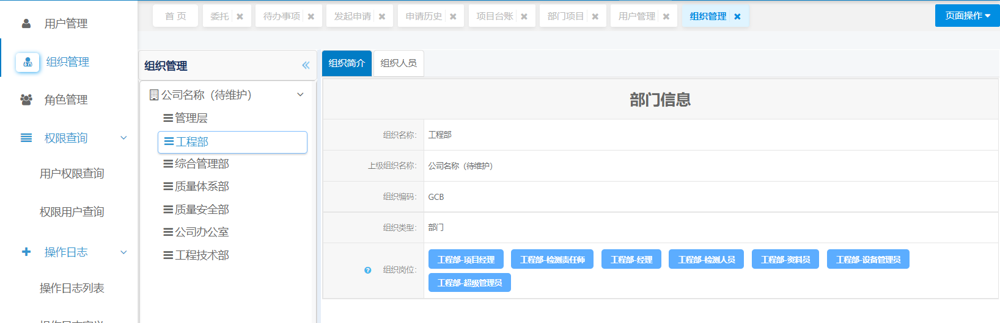 首 页
委托
待办事项
发起申请
申请历史
项目台账
部门项目
用户管理
组织管理
页面操作
用户管理
组织管理
角色管理
权限查询
用户权限查询
权限用户查询
操作日志
操作日志列表
组织管理
公司名称（待维护）
管理层
工程部
综合管理部
质量体系部
质量安全部
公司办公室
工程技术部
组织简介
组织人员
部门信息
组织名称： 工程部
上级组织名称： 公司名称（待维护）
组织编码： GCB
组织类型： 部门
组织岗位： 工程部-项目经理 工程部-检测责任师 工程部-经理 工程部-检测人员 工程部-资料员 工程部-设备管理员
工程部-超级管理员